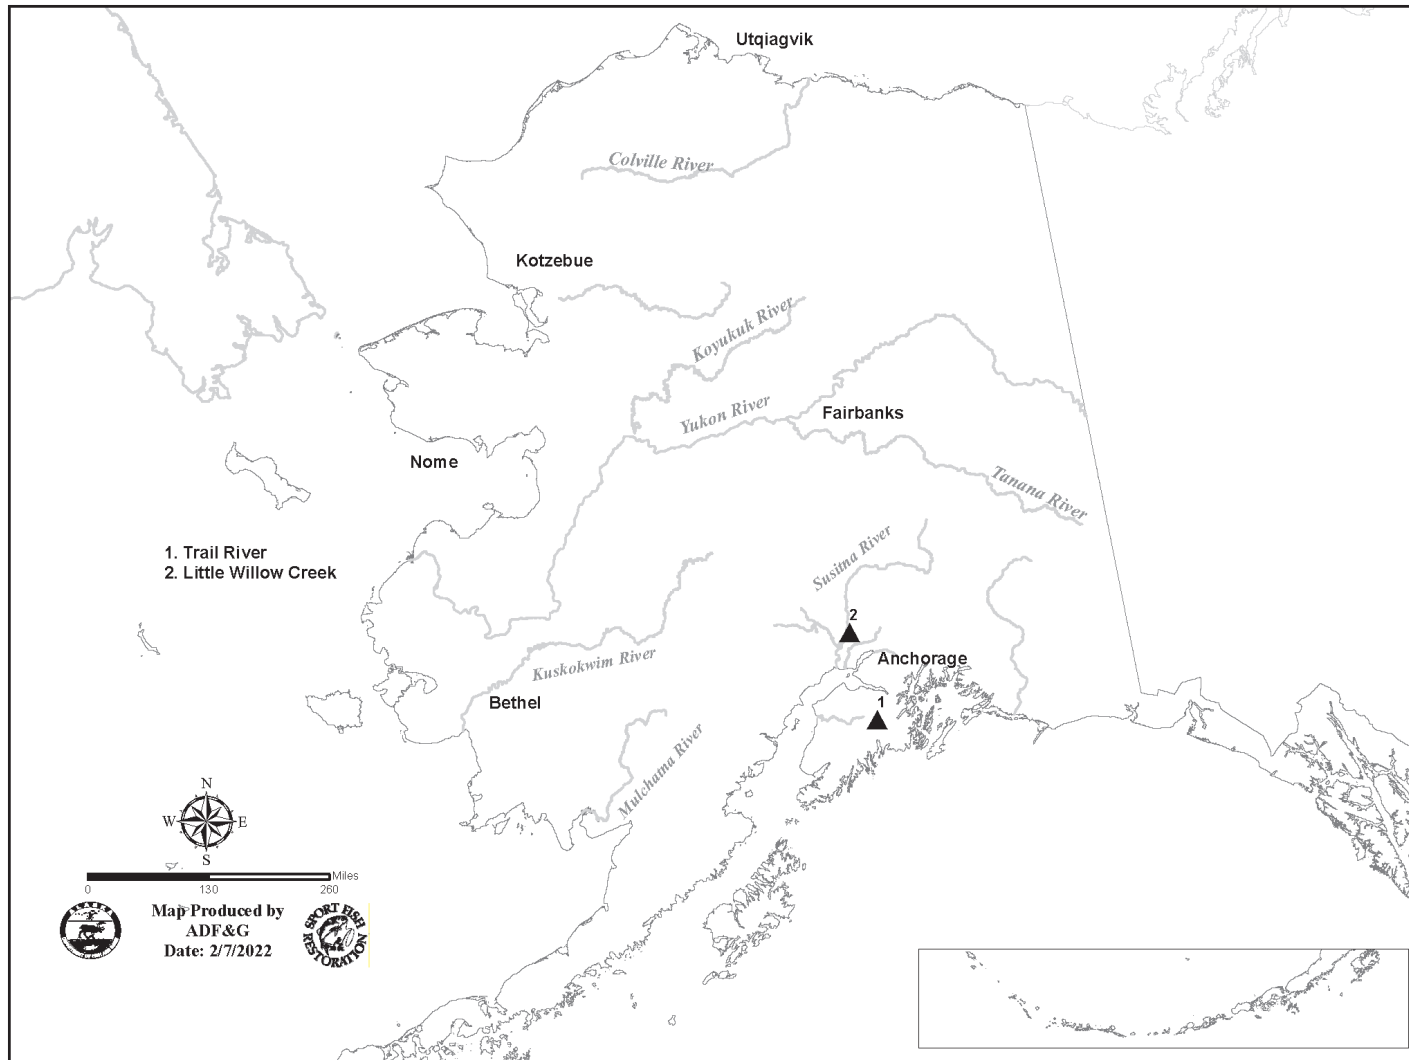 Utqiagvik
Colville River
Kotzebue
Koyukuk River
Yukon River
Fairbanks
Nome
Tanana River
1. Trail River
2. Little Willow Creek
Susitna River
2
Anchorage
Kuskokwim River
Bethel
1
Mulchatna River
N
W E
S
Miles
0 130 260
ALASKA
Map Produced by
ADF&G
Date: 2/7/2022
SPORT FISH
RESTORATION